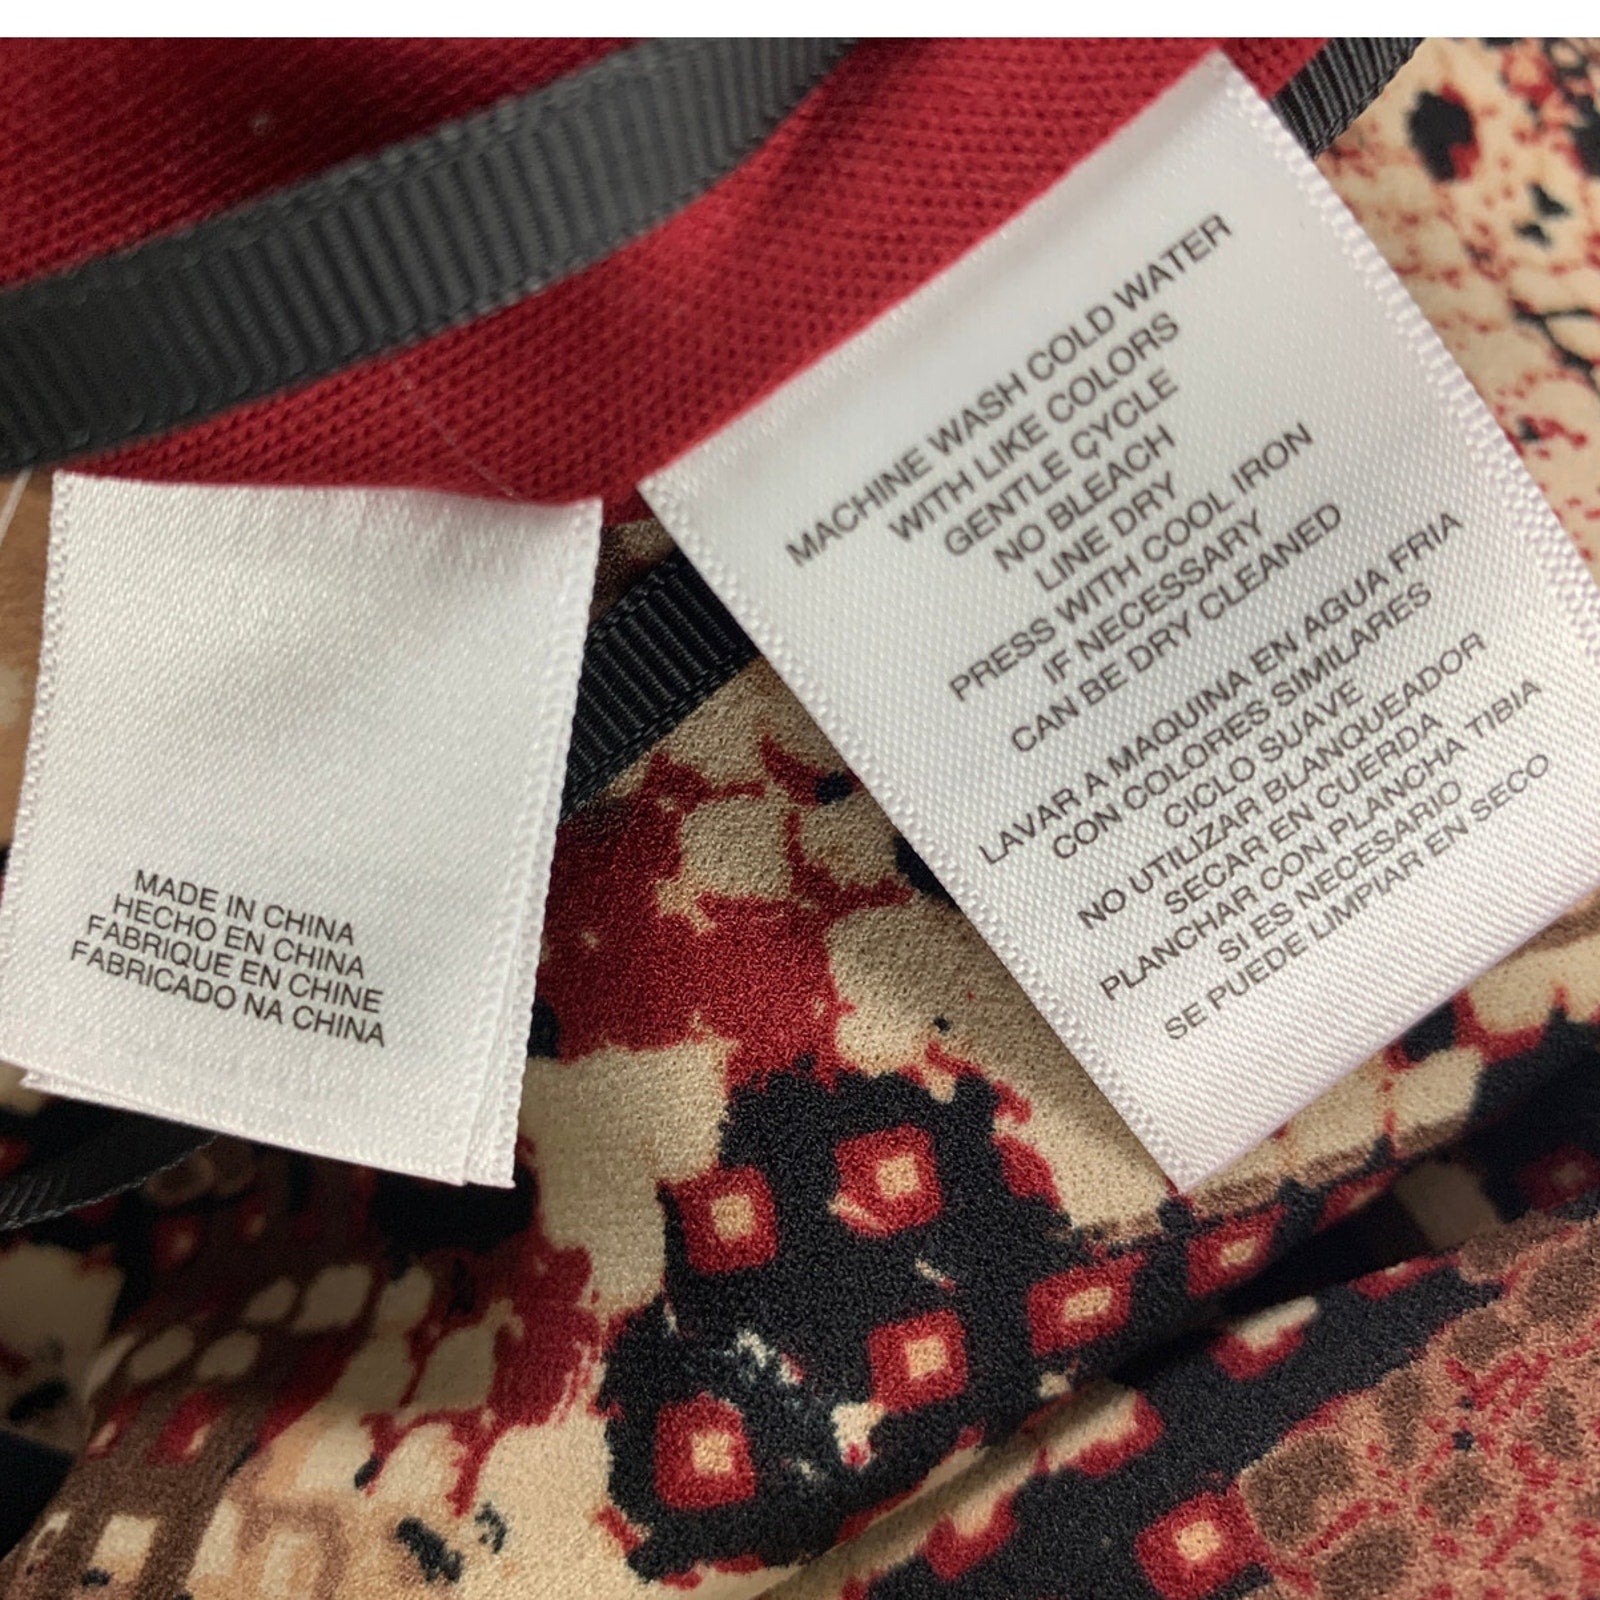 MADE IN CHINA
HECHO EN CHINA
FABRIQUE EN CHINE
FABRICADO NA CHINA
MACHINE WASH COLD WATER
WITH LIKE COLORS
GENTLE CYCLE
NO BLEACH
LINE DRY
PRESS WITH COOL IRON
IF NECESSARY
CAN BE DRY CLEANED
LAVAR A MAQUINA EN AGUA FRIA
CON COLORES SIMILARES
CICLO SUAVE
NO UTILIZAR BLANQUEADOR
SECAR EN CUERDA
PLANCHAR CON PLANCHA TIBIA
SI ES NECESARIO
SE PUEDE LIMPIAR EN SECO